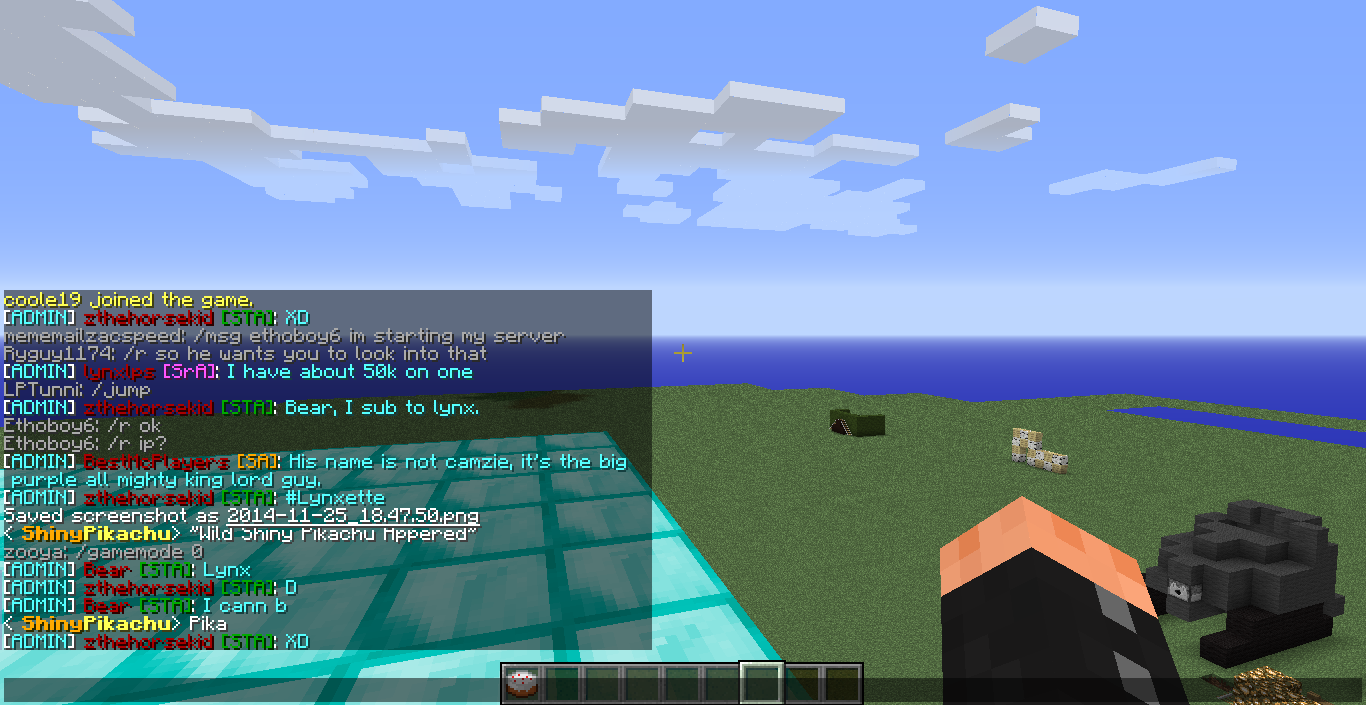 coole19 joined the game.
[ADMIN] zthehorsekid [STA]: XD
mememailzacspeed: /msg ethoboy6 im starting my server
Ryguy1174: /r so he wants you to look into that
[ADMIN] lynxlps [SrA]: I have about 50k on one
LPTunni: /jump
[ADMIN] zthehorsekid [STA]: Bear, I sub to lynx.
Ethoboy6: /r ok
Ethoboy6: /r ip?
[ADMIN] BestMcPlayers [SA]: His name is not camzie, it's the big
purple all mighty king lord guy.
[ADMIN] zthehorsekid [STA]: #Lynxette
Saved screenshot as 2014-11-25_18.47.50.png
< ShinyPikachu> "Wild Shiny Pikachu Appered"
zooya: /gamemode 0
[ADMIN] Bear [STA]: Lynx
[ADMIN] zthehorsekid [STA]: D
[ADMIN] Bear [STA]: I cann b
< ShinyPikachu> Pika
[ADMIN] zthehorsekid [STA]: XD